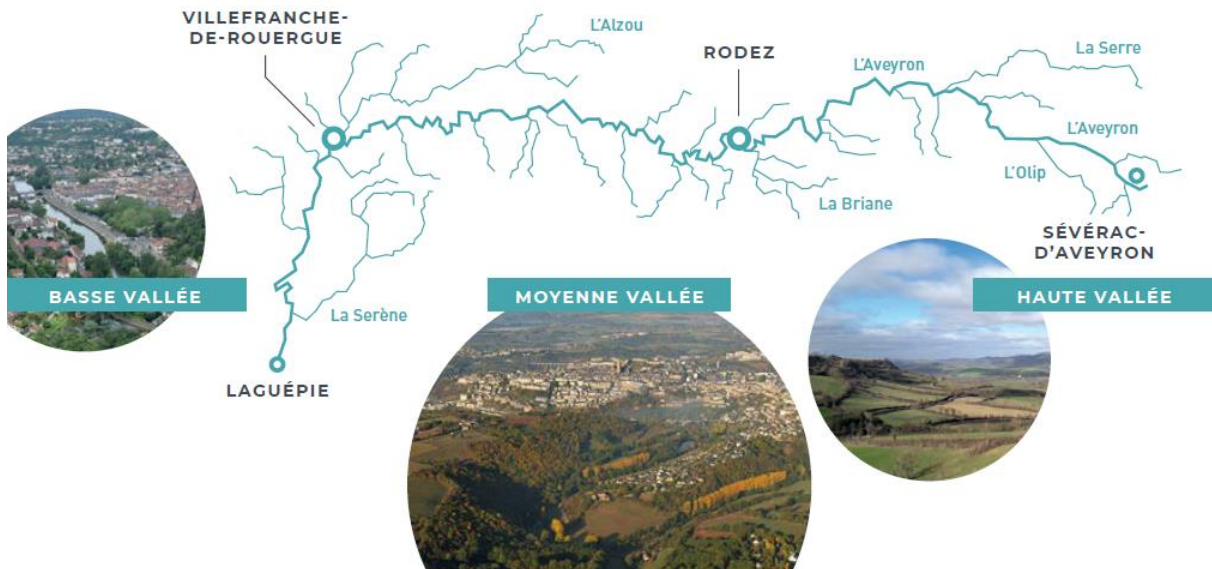 VILLEFRANCHE-
DE-ROUERGUE
L'Alzou
RODEZ
L'Aveyron
La Serre
L'Aveyron
L'Olip
La Briane
SÉVÉRAC-
D'AVEYRON
BASSE VALLÉE
MOYENNE VALLÉE
HAUTE VALLÉE
La Serène
LAGUÉPIE